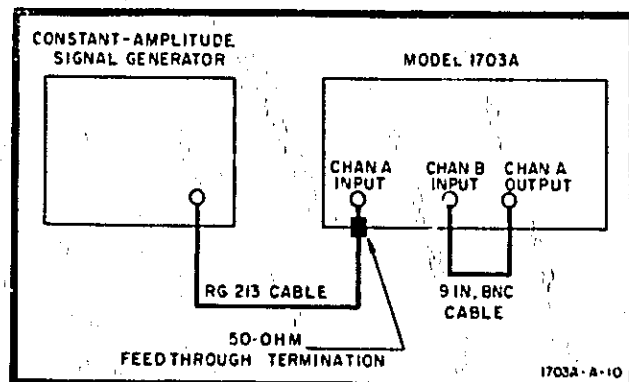 CONSTANT-AMPLITUDE
SIGNAL GENERATOR
MODEL 1703A
CHAN A
INPUT
CHAN B
INPUT
CHAN A
OUTPUT
RG 213 CABLE
9 IN. BNC
CABLE
50-OHM
FEEDTHROUGH TERMINATION
1703A-A-10